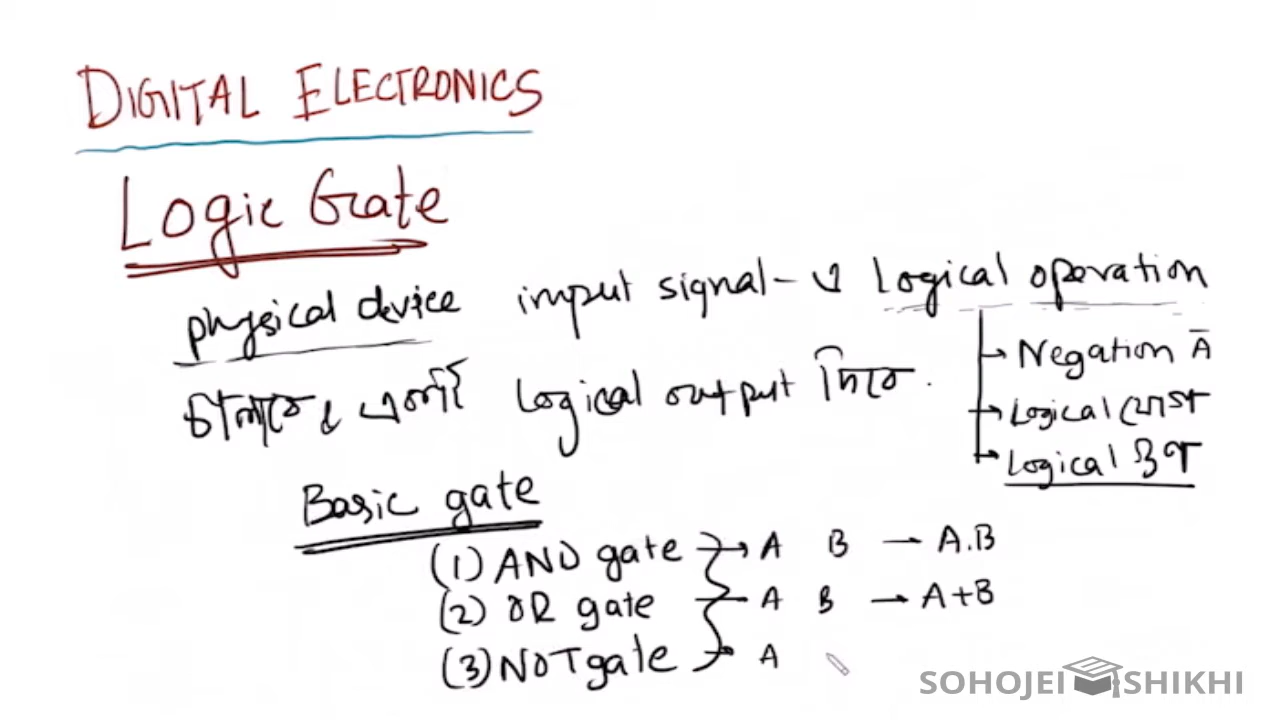 DIGITAL ELECTRONICS
Logic Gate
physical device input signal-এ Logical operation
চালাবে ও একটা Logical output দিবে.
Negation A̅
Logical যোগ
Logical গুণ
Basic gate
(1) AND gate → A B → A.B
(2) OR gate — A B → A+B
(3) NOT gate → A
SOHOJEI SHIKHI